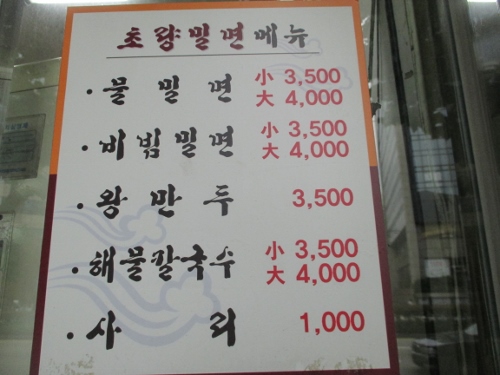 초량밀면메뉴
· 물 밀 면 小 3,500
大 4,000
· 비빔밀면 小 3,500
大 4,000
· 왕 만 두 3,500
· 해물칼국수 小 3,500
大 4,000
· 사 리 1,000